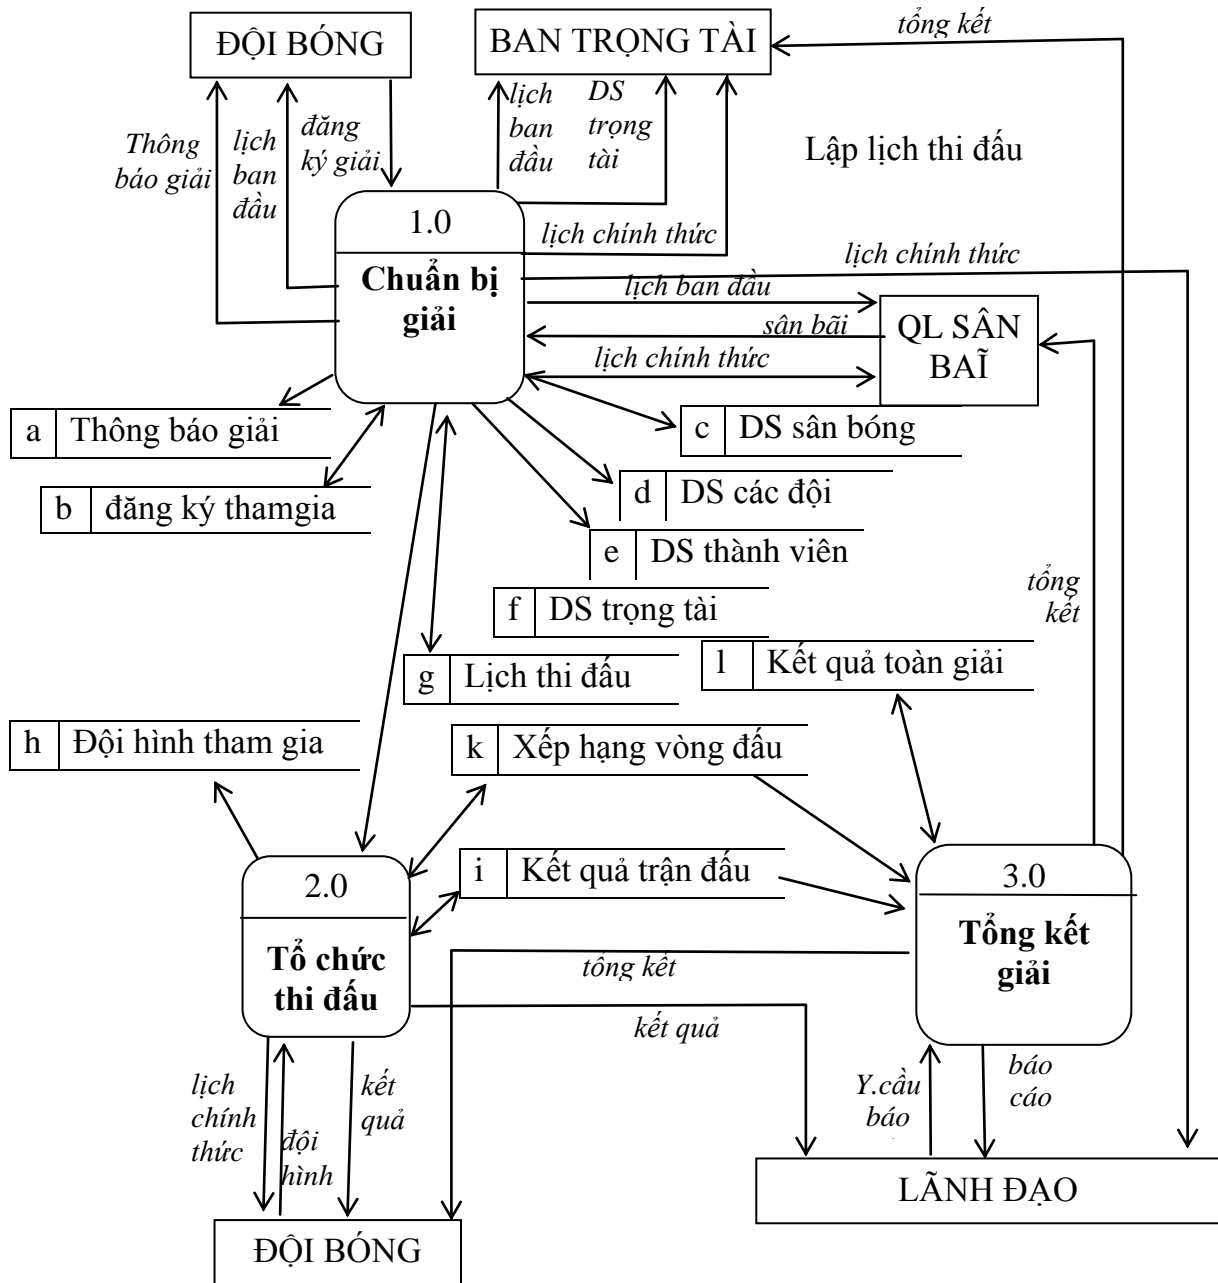 ĐỘI BÓNG
BAN TRỌNG TÀI
tổng kết
Thông
báo giải
lịch
ban
đầu
đăng
ký giải
lịch
ban
đầu
DS
trọng
tài
Lập lịch thi đấu
1.0
Chuẩn bị
giải
lịch chính thức
lịch chính thức
lịch ban đầu
sân bãi
lịch chính thức
QL SÂN
BAĨ
a Thông báo giải
b đăng ký thamgia
c DS sân bóng
d DS các đội
e DS thành viên
f DS trọng tài
g Lịch thi đấu
l Kết quả toàn giải
tổng
kết
h Đội hình tham gia
k Xếp hạng vòng đấu
i Kết quả trận đấu
2.0
Tổ chức
thi đấu
3.0
Tổng kết
giải
tổng kết
kết quả
lịch
chính
thức
đội
hình
kết
quả
Y.cầu
báo
báo
cáo
LÃNH ĐẠO
ĐỘI BÓNG